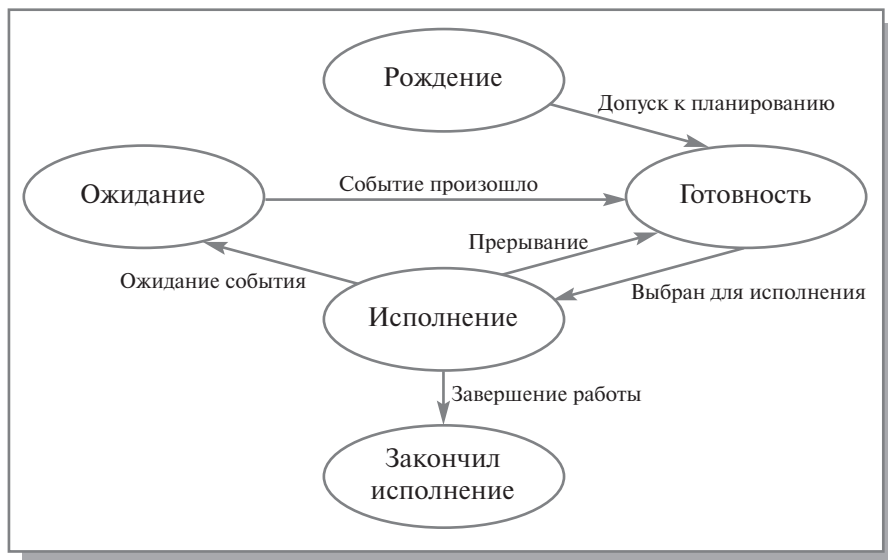 Рождение
Допуск к планированию
Ожидание
Событие произошло
Готовность
Прерывание
Ожидание события
Выбран для исполнения
Исполнение
Завершение работы
Закончил
исполнение